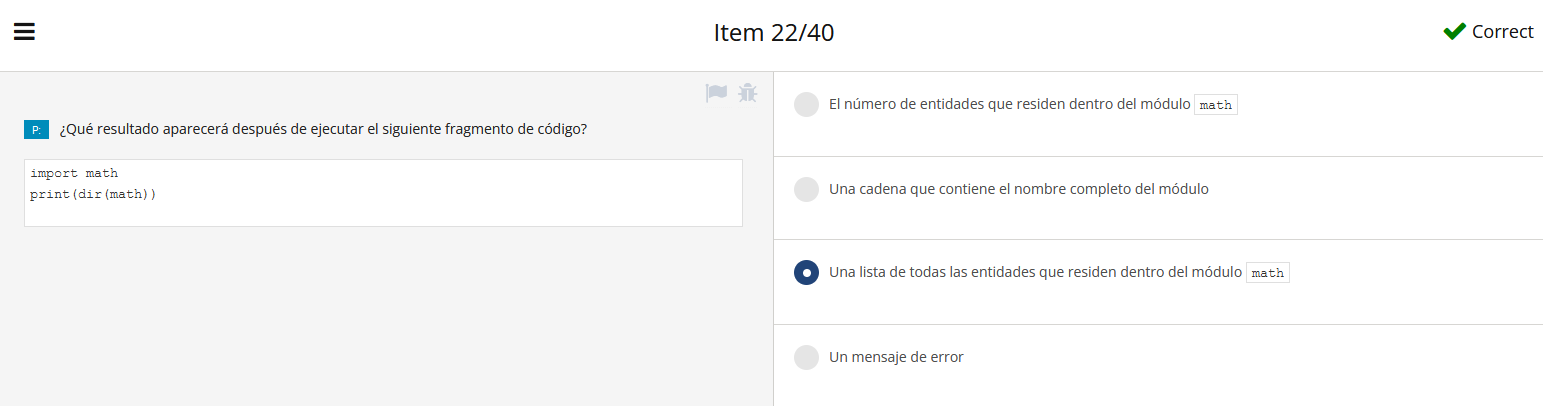 Item 22/40
Correct
P: ¿Qué resultado aparecerá después de ejecutar el siguiente fragmento de código?
import math
print(dir(math))
El número de entidades que residen dentro del módulo math
Una cadena que contiene el nombre completo del módulo
Una lista de todas las entidades que residen dentro del módulo math
Un mensaje de error